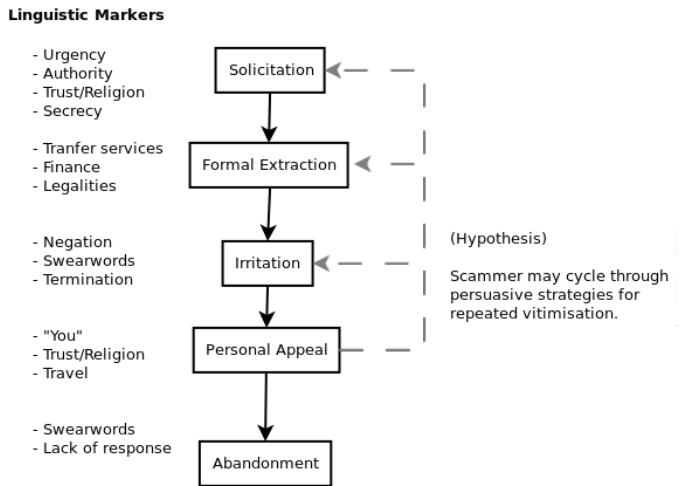 Linguistic Markers
- Urgency
- Authority
- Trust/Religion
- Secrecy
Solicitation
- Tranfer services
- Finance
- Legalities
Formal Extraction
- Negation
- Swearwords
- Termination
Irritation
(Hypothesis)
Scammer may cycle through
persuasive strategies for
repeated vitimisation.
- "You"
- Trust/Religion
- Travel
Personal Appeal
- Swearwords
- Lack of response
Abandonment